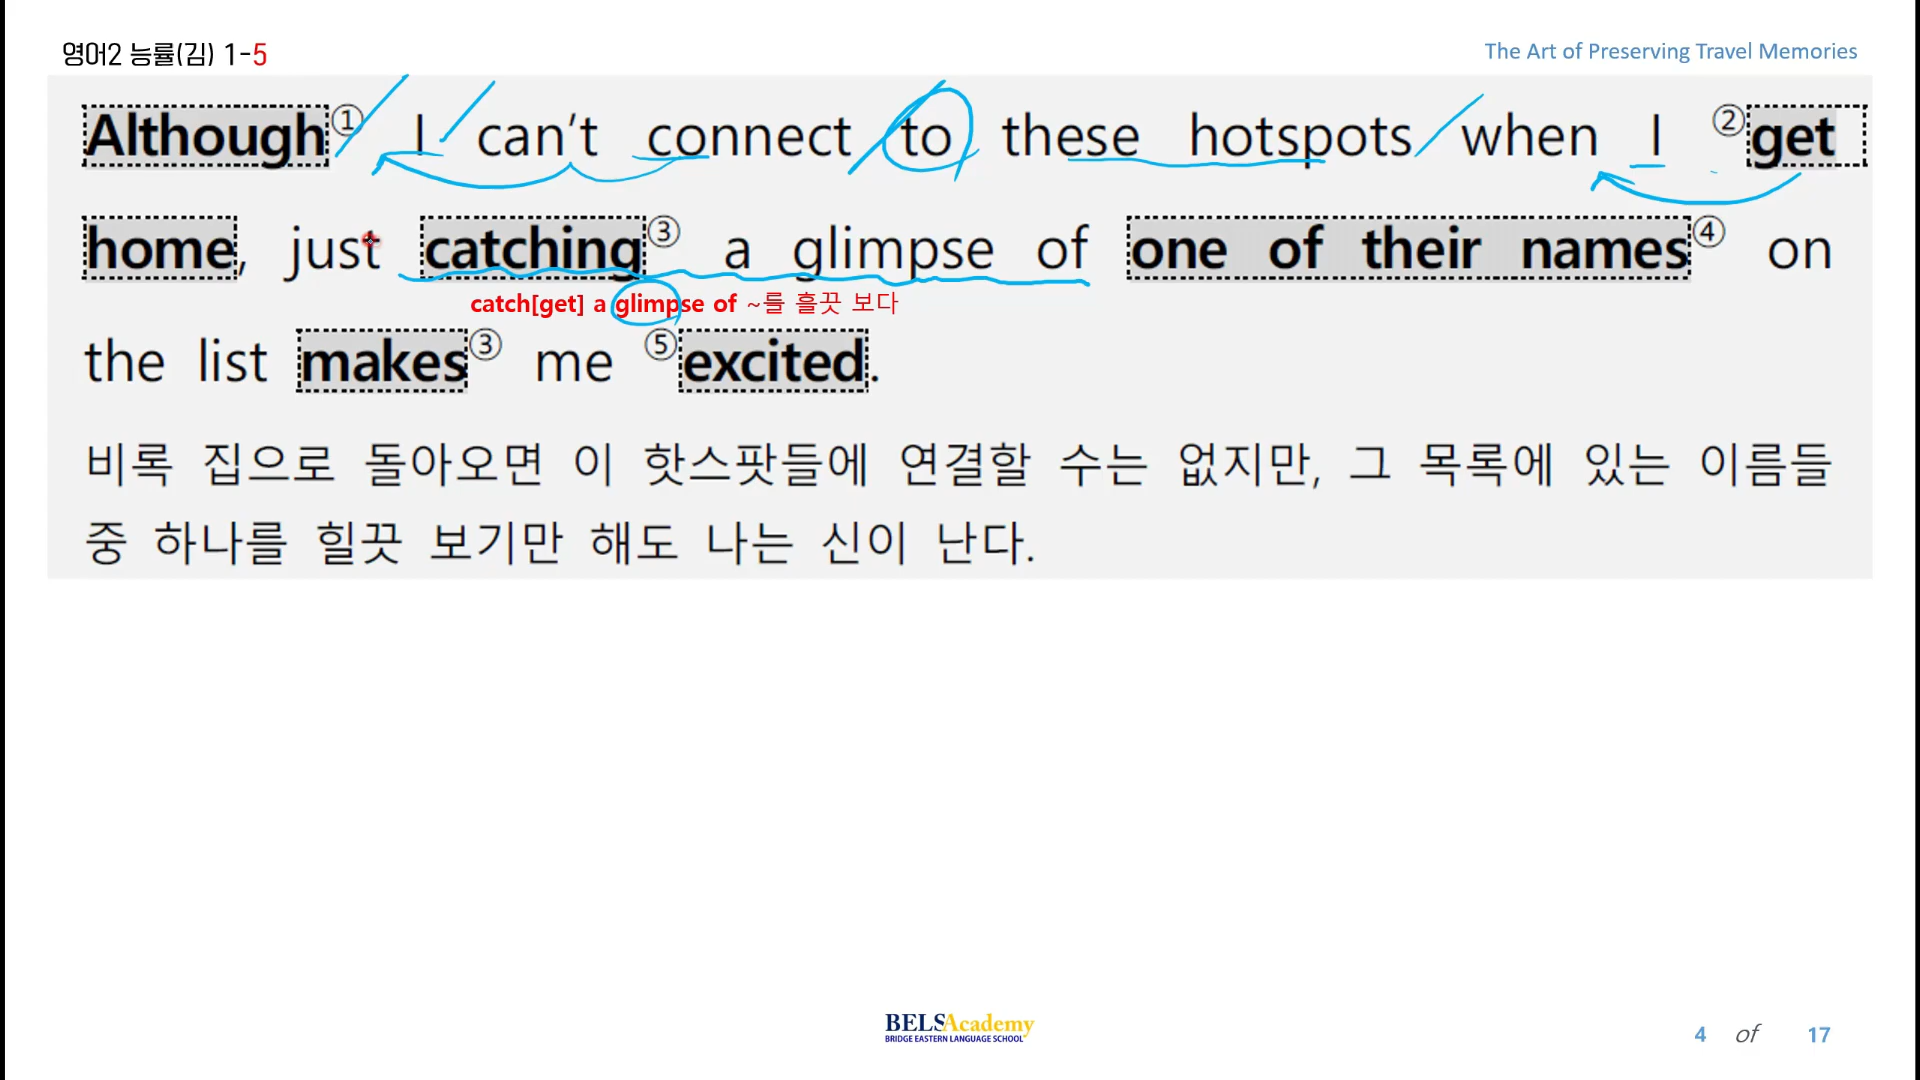 영어2 능률(김) 1-5
The Art of Preserving Travel Memories
Although① I can't connect to these hotspots when I ②get
home, just catching③ a glimpse of one of their names④ on
catch[get] a glimpse of ~를 흘끗 보다
the list makes③ me ⑤excited.
비록 집으로 돌아오면 이 핫스팟들에 연결할 수는 없지만, 그 목록에 있는 이름들
중 하나를 힐끗 보기만 해도 나는 신이 난다.
BELSAcademy
BRIDGE EASTERN LANGUAGE SCHOOL
4 of 17